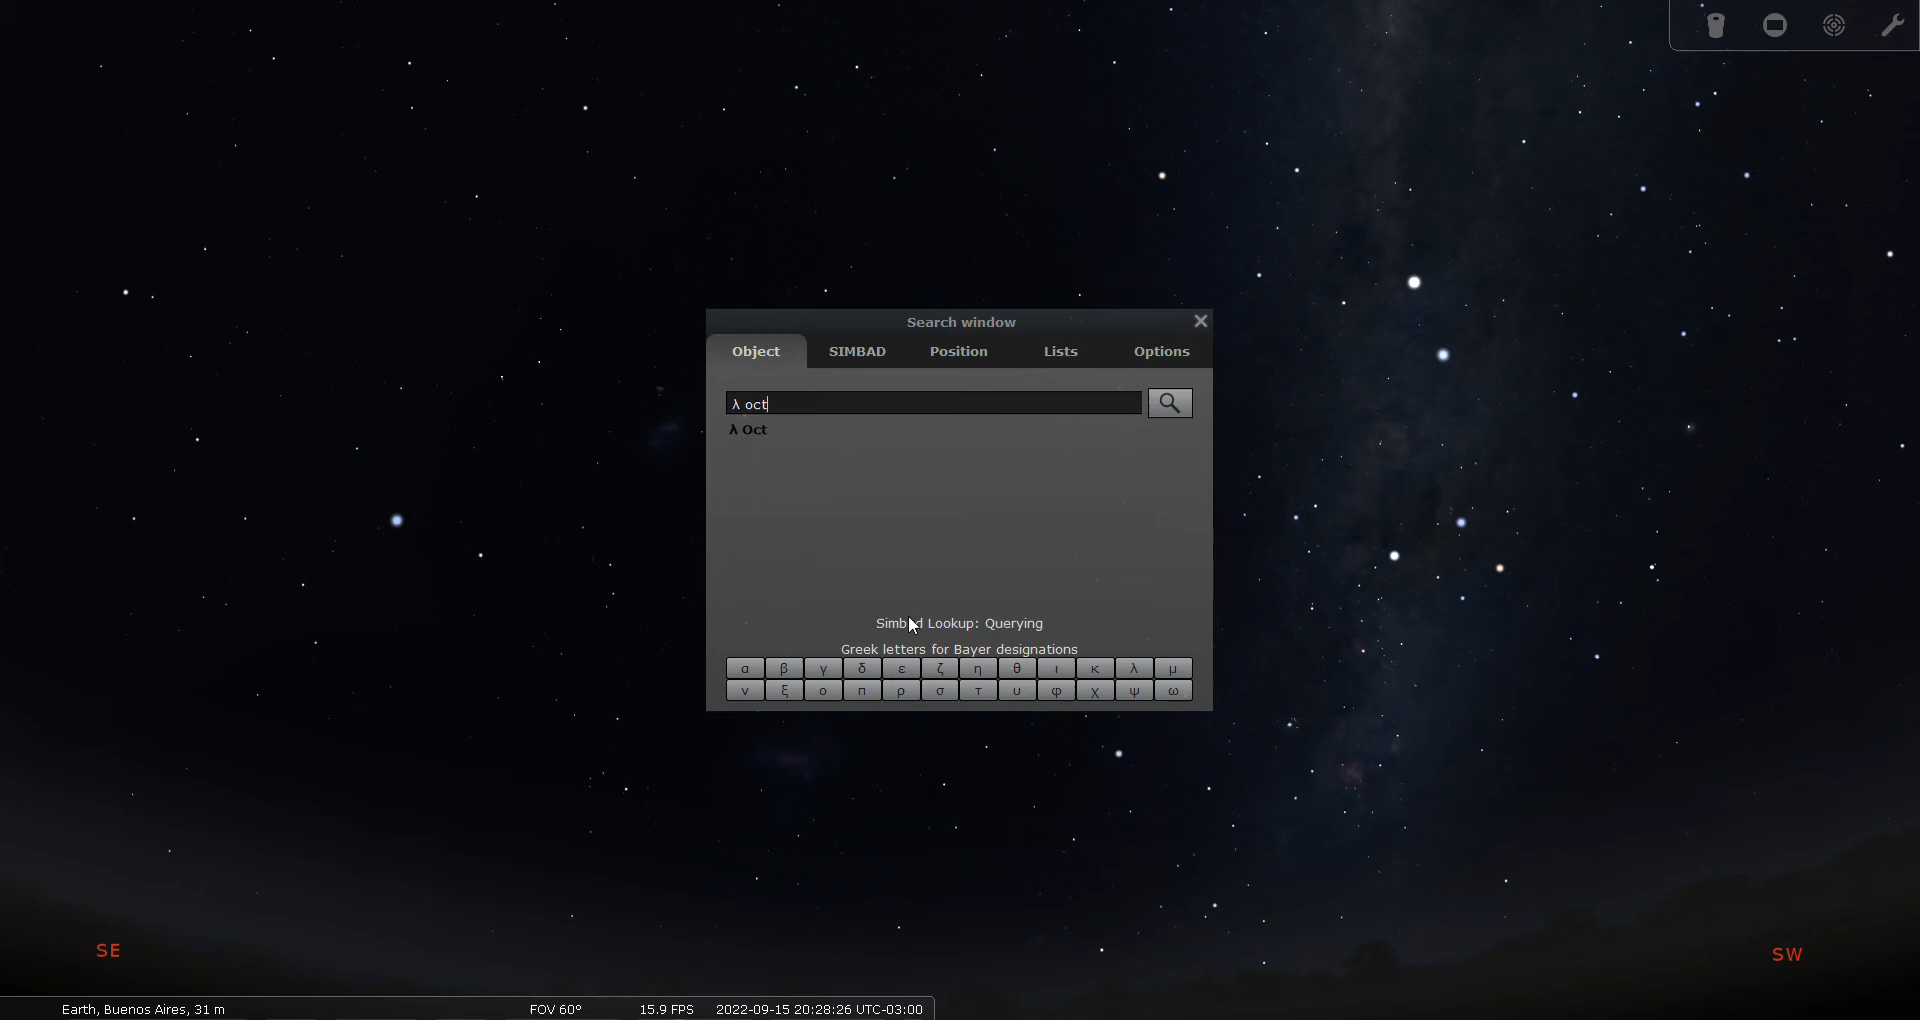 Search window
Object SIMBAD Position Lists Options
λ oct
λ Oct
Simbad Lookup: Querying
Greek letters for Bayer designations
α β γ δ ε ζ η θ ι κ λ μ
ν ξ ο π ρ σ τ υ φ χ ψ ω
SE
SW
Earth, Buenos Aires, 31 m FOV 60° 15.9 FPS 2022-09-15 20:28:26 UTC-03:00